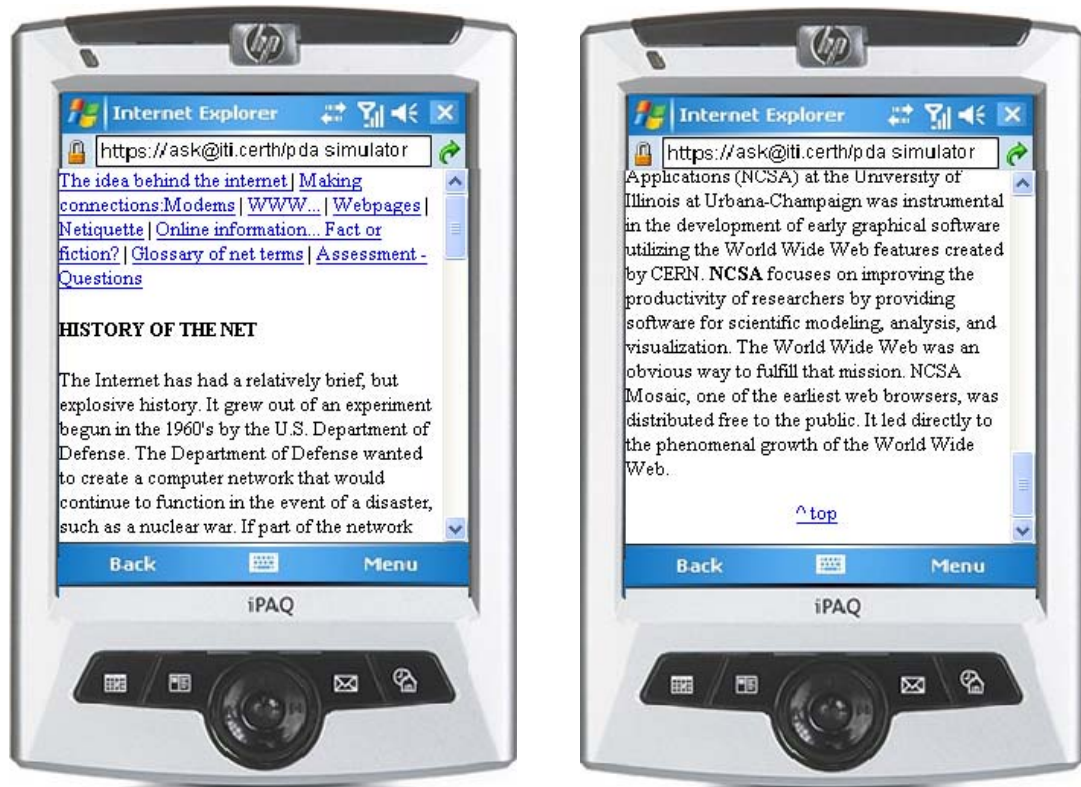 hp
Internet Explorer
https://ask@iti.certh/pda simulator
The idea behind the internet | Making
connections:Modems | WWW... | Webpages |
Netiquette | Online information... Fact or
fiction? | Glossary of net terms | Assessment -
Questions
HISTORY OF THE NET
The Internet has had a relatively brief, but
explosive history. It grew out of an experiment
begun in the 1960's by the U.S. Department of
Defense. The Department of Defense wanted
to create a computer network that would
continue to function in the event of a disaster,
such as a nuclear war. If part of the network
Back Menu
iPAQ
hp
Internet Explorer
https://ask@iti.certh/pda simulator
Applications (NCSA) at the University of
Illinois at Urbana-Champaign was instrumental
in the development of early graphical software
utilizing the World Wide Web features created
by CERN. NCSA focuses on improving the
productivity of researchers by providing
software for scientific modeling, analysis, and
visualization. The World Wide Web was an
obvious way to fulfill that mission. NCSA
Mosaic, one of the earliest web browsers, was
distributed free to the public. It led directly to
the phenomenal growth of the World Wide
Web.
^ top
Back Menu
iPAQ